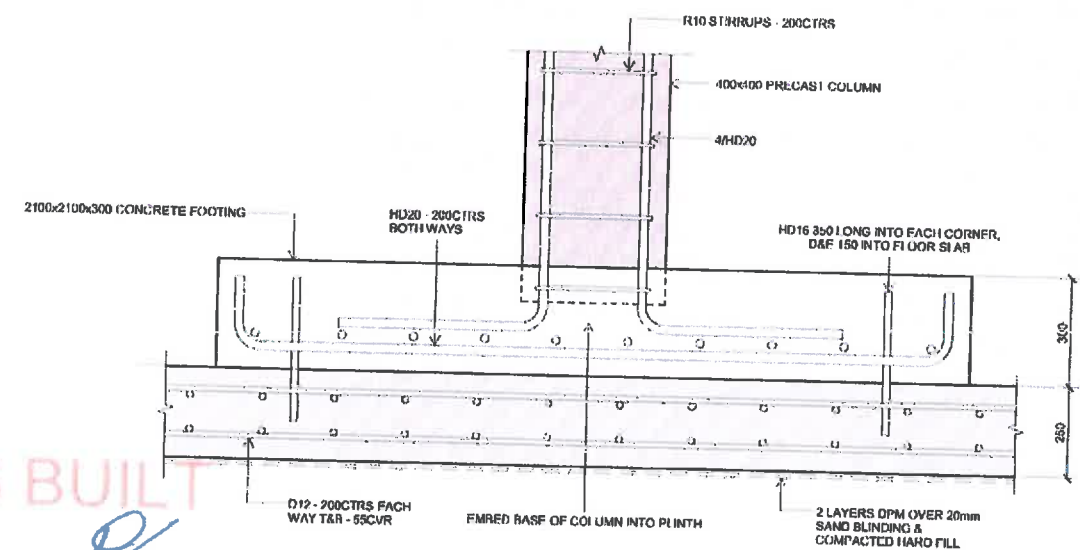 R10 STIRRUPS - 200CTRS
400x400 PRECAST COLUMN
4/HD20
2100x2100x300 CONCRETE FOOTING
HD20 - 200CTRS
BOTH WAYS
HD16 350 LONG INTO EACH CORNER,
D&E 150 INTO FLOOR SLAB
300
250
BUILT
D12 - 200CTRS EACH
WAY T&B - 55CVR
EMBED BASE OF COLUMN INTO PLINTH
2 LAYERS DPM OVER 20mm
SAND BLINDING &
COMPACTED HARD FILL